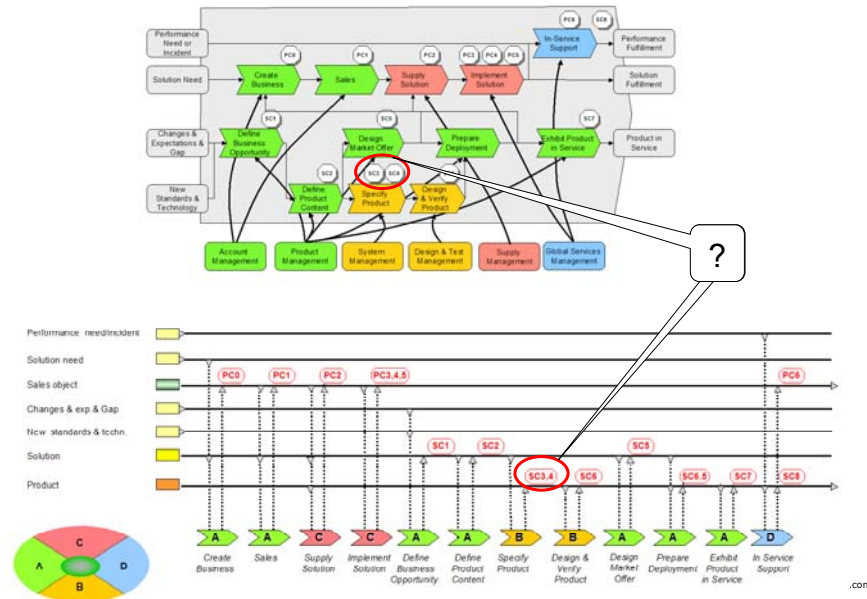 PC6 SC8
Performance
Need or
Incident
In-Service
Support
Performance
Fulfillment
PC0 PC1 PC2 PC3 PC4 PC5
Solution Need
Create
Business
Sales
Supply
Solution
Implement
Solution
Solution
Fulfillment
SC1 SC5 SC7
Changes &
Expectations &
Gap
Define
Business
Opportunity
Design
Market Offer
Prepare
Deployment
Exhibit Product
in Service
Product in
Service
SC2 SC3 SC4
New
Standards &
Technology
Define
Product
Content
Specify
Product
Design
& Verify
Product
Account
Management
Product
Management
System
Management
Design & Test
Management
Supply
Management
Global Services
Management
?
Performance need/incident
Solution need
Sales object
PC0 PC1 PC2 PC3,4,5 PC6
Changes & exp & Gap
New standards & techn.
Solution
SC1 SC2 SC5
Product
SC3,4 SC6 SC6.5 SC7 SC8
A A C C A A B B A A A D
Create
Business
Sales
Supply
Solution
Implement
Solution
Define
Business
Opportunity
Define
Product
Content
Specify
Product
Design &
Verify
Product
Design
Market
Offer
Prepare
Deployment
Exhibit
Product
in Service
In Service
Support
C
A D
B
.com